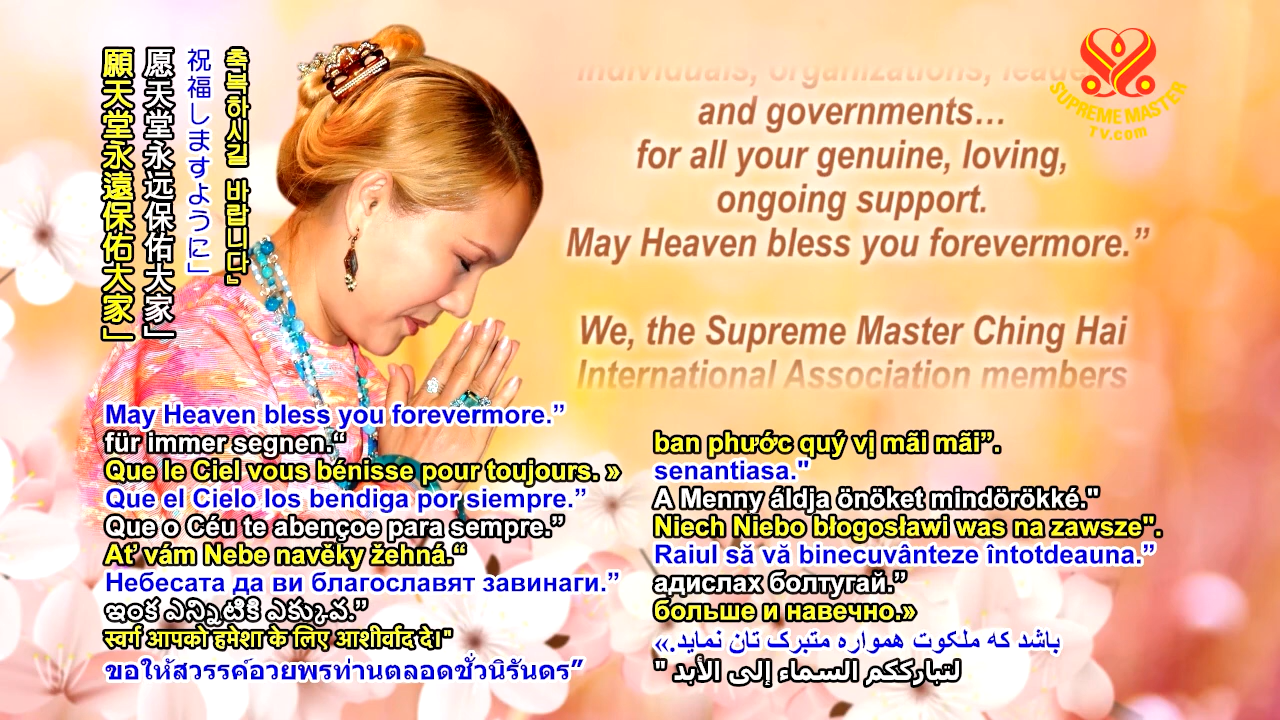 願天堂永遠保佑大家」
愿天堂永远保佑大家」
祝福しますように」
축복하시길 바랍니다』
individuals, organizations, leaders
and governments…
for all your genuine, loving,
ongoing support.
May Heaven bless you forevermore.”
We, the Supreme Master Ching Hai
International Association members
SUPREME MASTER
TV.com
May Heaven bless you forevermore.”
für immer segnen.“
Que le Ciel vous bénisse pour toujours. »
Que el Cielo los bendiga por siempre.”
Que o Céu te abençoe para sempre.”
Ať vám Nebe navěky žehná.“
Небесата да ви благославят завинаги.”
ఇంక ఎన్నిటికి ఎక్కువ.”
स्वर्ग आपको हमेशा के लिए आशीर्वाद दे।"
ขอให้สวรรค์อวยพรท่านตลอดชั่วนิรันดร”
ban phước quý vị mãi mãi”.
senantiasa."
A Menny áldja önöket mindörökké."
Niech Niebo błogosławi was na zawsze".
Raiul să vă binecuvânteze întotdeauna.”
адислах болтугай.”
больше и навечно.»
باشد که ملکوت همواره متبرک تان نماید.»
لتبارككم السماء إلى الأبد "